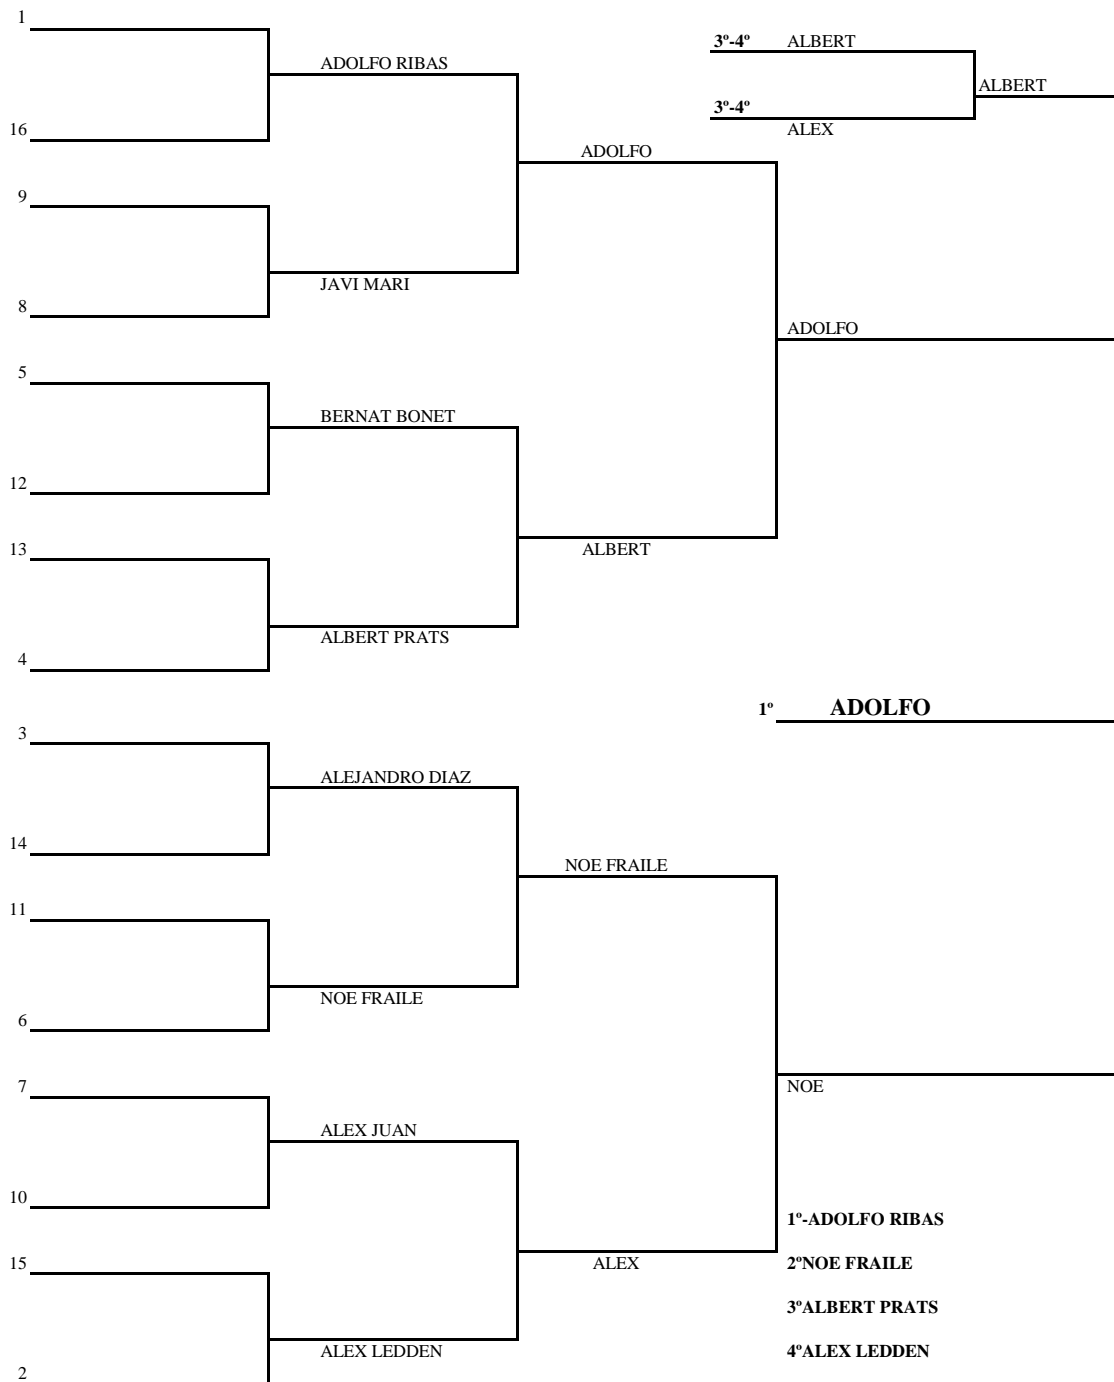 1
3º-4º ALBERT
ADOLFO RIBAS
ALBERT
3º-4º
16
ALEX
ADOLFO
9
JAVI MARI
8
ADOLFO
5
BERNAT BONET
12
13
ALBERT
ALBERT PRATS
4
1º ADOLFO
3
ALEJANDRO DIAZ
14
NOE FRAILE
11
NOE FRAILE
6
7
NOE
ALEX JUAN
10
1º-ADOLFO RIBAS
15
ALEX
2ºNOE FRAILE
3ºALBERT PRATS
ALEX LEDDEN
4ºALEX LEDDEN
2